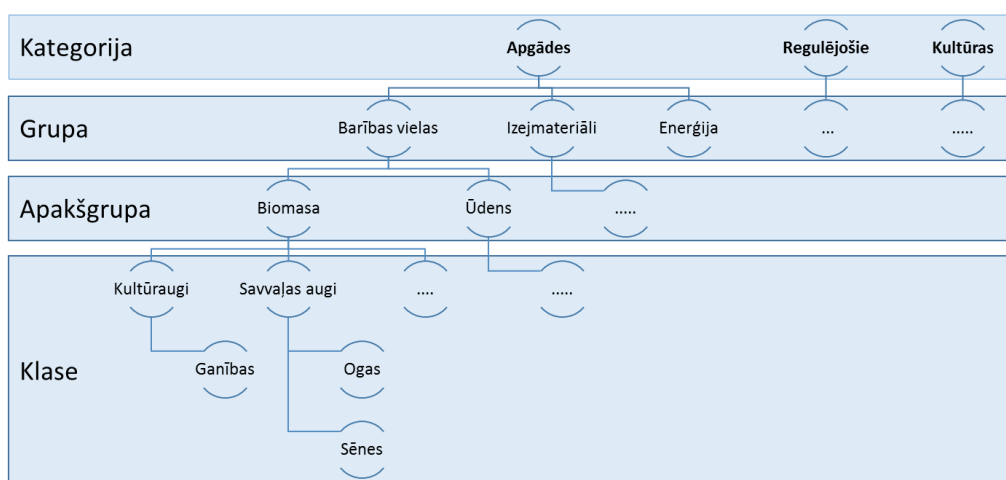 Kategorija
Apgādes
Regulējošie
Kultūras
Grupa
Barības vielas
Izejmateriāli
Enerģija
...
.....
Apakšgrupa
Biomasa
Ūdens
.....
Klase
Kultūraugi
Savvaļas augi
....
.....
Ganības
Ogas
Sēnes